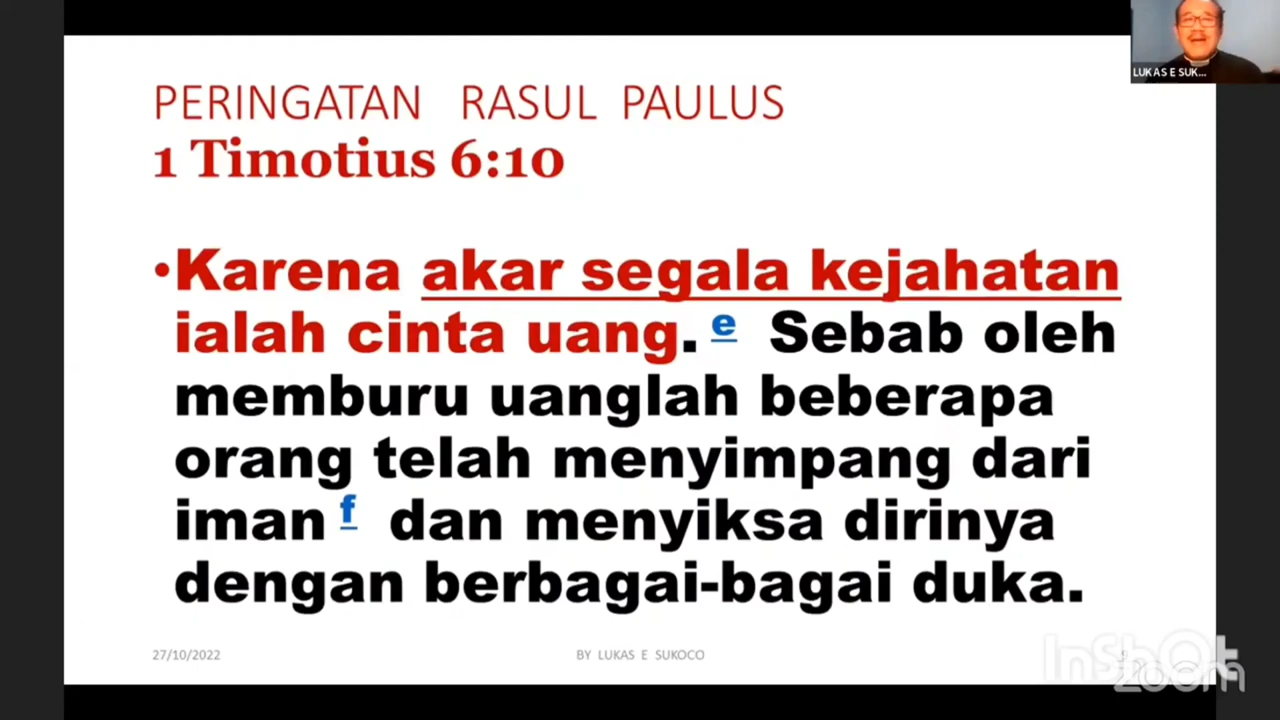 LUKAS E SUK...
PERINGATAN RASUL PAULUS
1 Timotius 6:10
•Karena akar segala kejahatan
ialah cinta uang. e Sebab oleh
memburu uanglah beberapa
orang telah menyimpang dari
iman f dan menyiksa dirinya
dengan berbagai-bagai duka.
27/10/2022 BY LUKAS E SUKOCO 9
InShOt
zoom